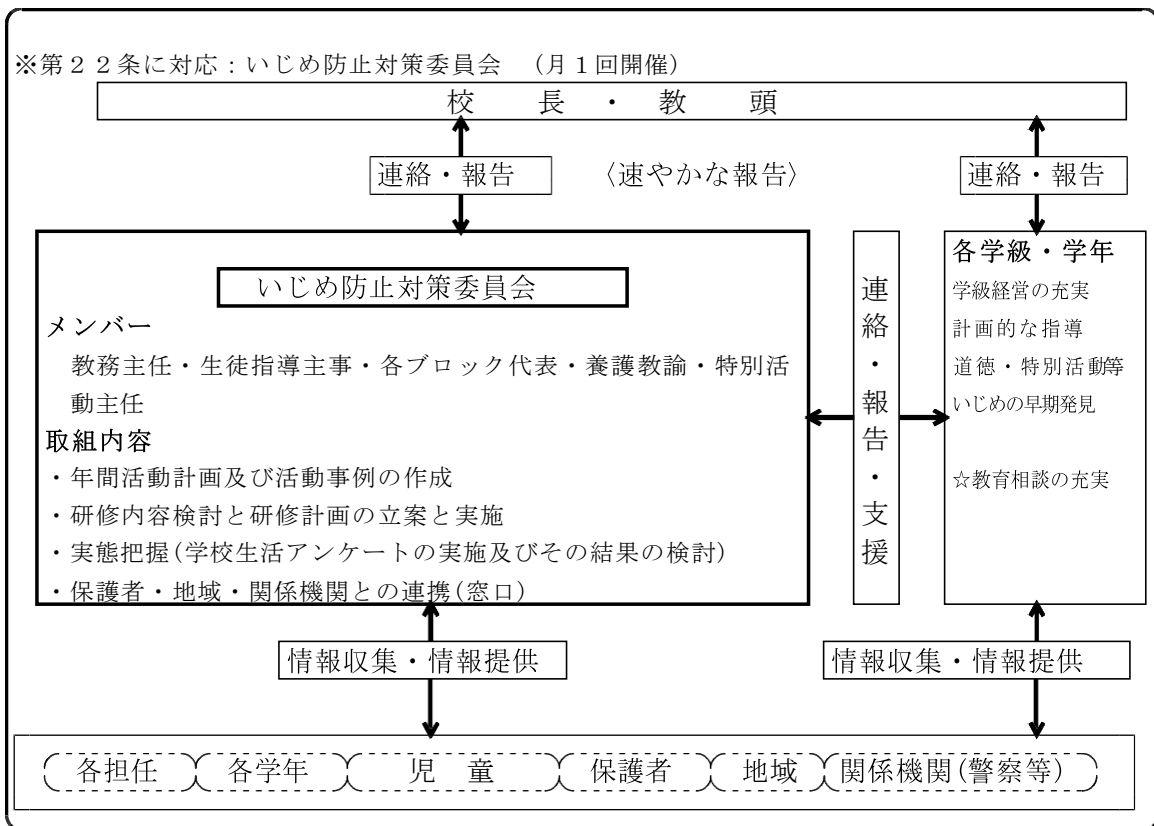 ※第２２条に対応：いじめ防止対策委員会　（月１回開催）
校　長　・　教　頭
連絡・報告
〈速やかな報告〉
連絡・報告
いじめ防止対策委員会
メンバー
教務主任・生徒指導主事・各ブロック代表・養護教諭・特別活
動主任
取組内容
・年間活動計画及び活動事例の作成
・研修内容検討と研修計画の立案と実施
・実態把握(学校生活アンケートの実施及びその結果の検討)
・保護者・地域・関係機関との連携(窓口)
連絡・報告・支援
各学級・学年
学級経営の充実
計画的な指導
道徳・特別活動等
いじめの早期発見
☆教育相談の充実
情報収集・情報提供
情報収集・情報提供
各担任　各学年　児　童　保護者　地域　関係機関(警察等)